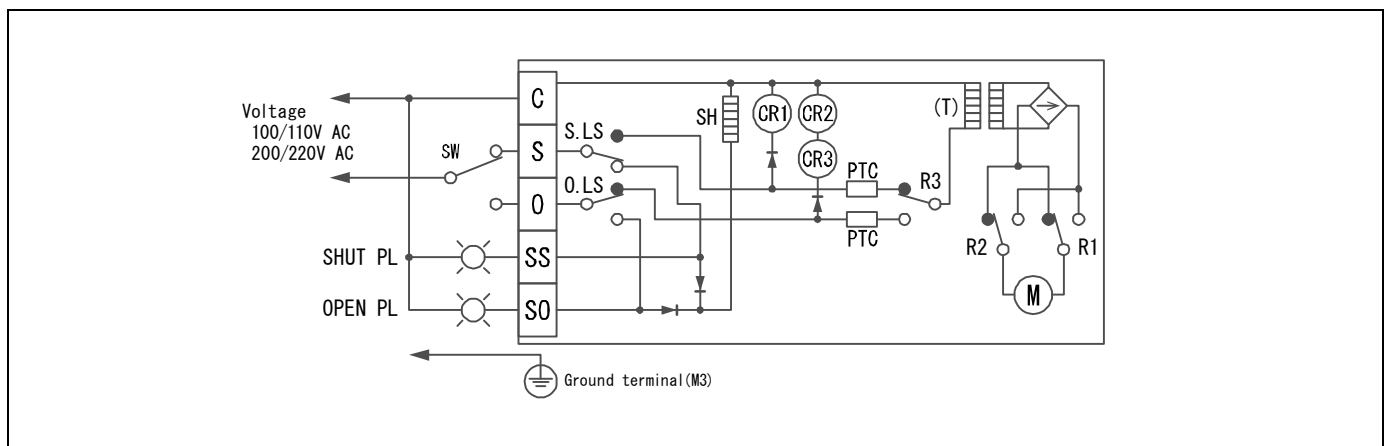 Voltage
100/110V AC
200/220V AC
SW
C
S
O
SS
SO
SHUT PL
OPEN PL
S.LS
O.LS
SH
CR1
CR2
CR3
PTC
PTC
R3
(T)
R2
R1
M
Ground terminal(M3)